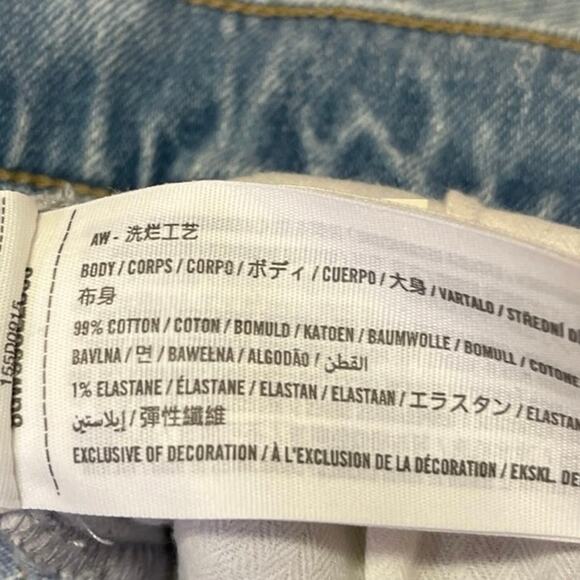 AW - 洗烂工艺
BODY / CORPS / CORPO / ボディ / CUERPO / 大身 / VARTALO / STŘEDNÍ
布身
99% COTTON / COTON / BOMULD / KATOEN / BAUMWOLLE / BOMULL / COTONE
BAVLNA / 면 / BAWEŁNA / ALGODÃO / القطن
1% ELASTANE / ÉLASTANE / ELASTAN / ELASTAAN / エラスタン / ELASTAN
إيلاستين / 彈性纖維
EXCLUSIVE OF DECORATION / À L'EXCLUSION DE LA DÉCORATION / EKSKL. DE